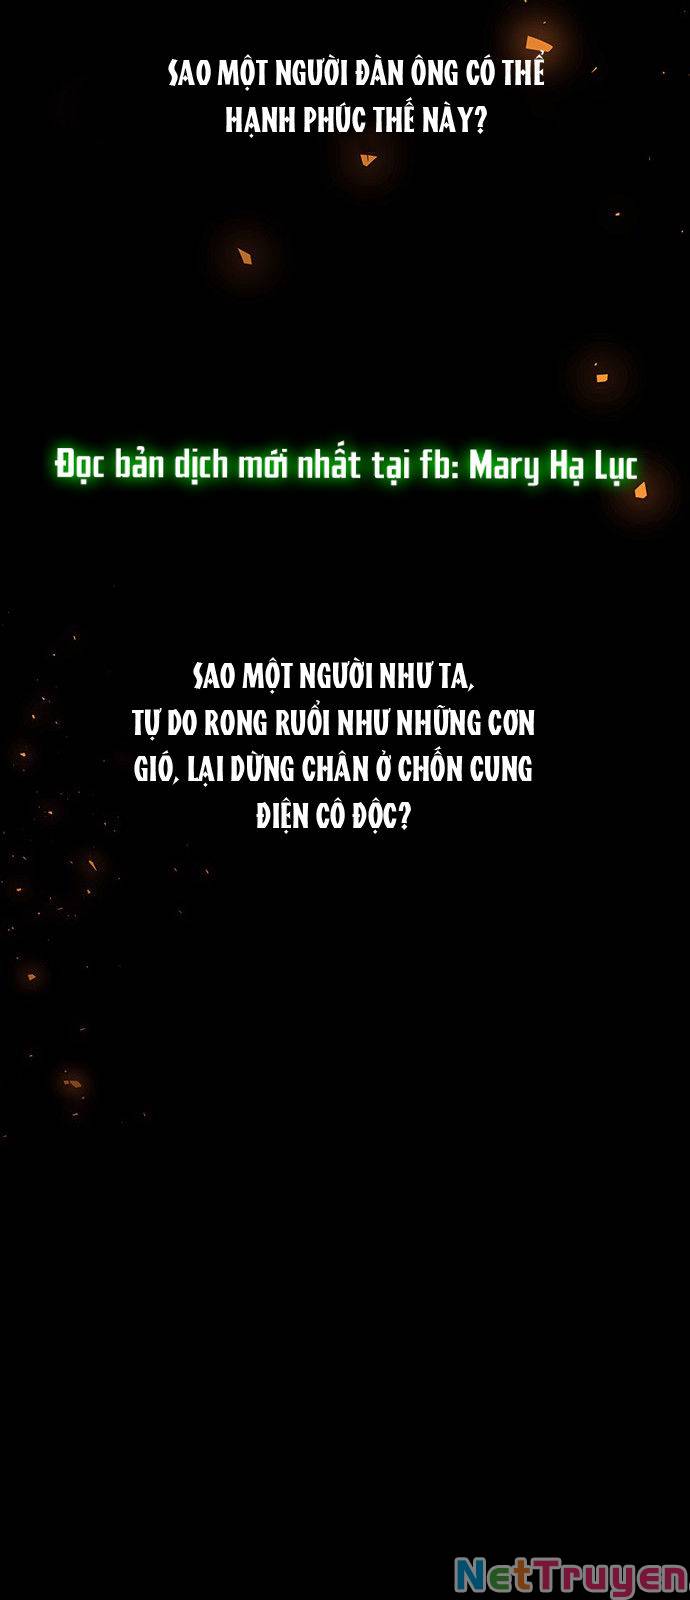 SAO MỘT NGƯỜI ĐÀN ÔNG CÓ THỂ
HẠNH PHÚC THẾ NÀY?
Đọc bản dịch mới nhất tại fb: Mary Hạ Lục
SAO MỘT NGƯỜI NHƯ TA,
TỰ DO RONG RUỔI NHƯ NHỮNG CƠN
GIÓ, LẠI DỪNG CHÂN Ở CHỐN CUNG
ĐIỆN CÔ ĐỘC?
NetTruyen